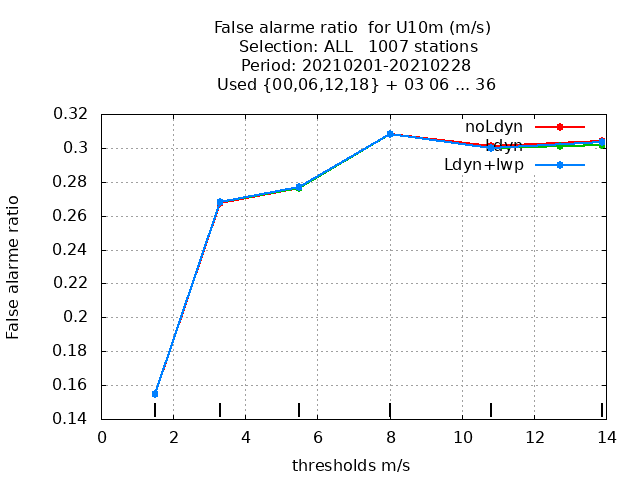 False alarme ratio  for U10m (m/s)
Selection: ALL   1007 stations
Period: 20210201-20210228
Used {00,06,12,18} + 03 06 ... 36
0.32
0.3
0.28
0.26
0.24
0.22
0.2
0.18
0.16
0.14
False alarme ratio
noLdyn
Ldyn
Ldyn+lwp
0 2 4 6 8 10 12 14
thresholds m/s